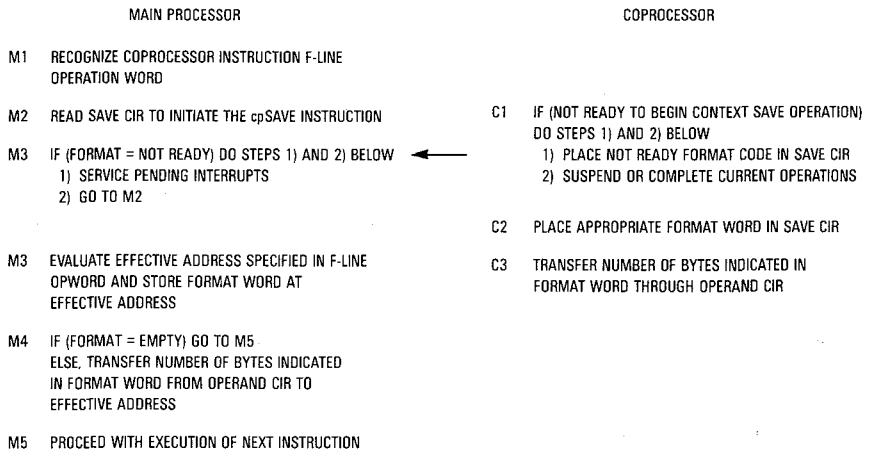 MAIN PROCESSOR
M1 RECOGNIZE COPROCESSOR INSTRUCTION F-LINE
OPERATION WORD
M2 READ SAVE CIR TO INITIATE THE cpSAVE INSTRUCTION
M3 IF (FORMAT = NOT READY) DO STEPS 1) AND 2) BELOW
1) SERVICE PENDING INTERRUPTS
2) GO TO M2
M3 EVALUATE EFFECTIVE ADDRESS SPECIFIED IN F-LINE
OPWORD AND STORE FORMAT WORD AT
EFFECTIVE ADDRESS
M4 IF (FORMAT = EMPTY) GO TO M5
ELSE, TRANSFER NUMBER OF BYTES INDICATED
IN FORMAT WORD FROM OPERAND CIR TO
EFFECTIVE ADDRESS
M5 PROCEED WITH EXECUTION OF NEXT INSTRUCTION
COPROCESSOR
C1 IF (NOT READY TO BEGIN CONTEXT SAVE OPERATION)
DO STEPS 1) AND 2) BELOW
1) PLACE NOT READY FORMAT CODE IN SAVE CIR
2) SUSPEND OR COMPLETE CURRENT OPERATIONS
C2 PLACE APPROPRIATE FORMAT WORD IN SAVE CIR
C3 TRANSFER NUMBER OF BYTES INDICATED IN
FORMAT WORD THROUGH OPERAND CIR